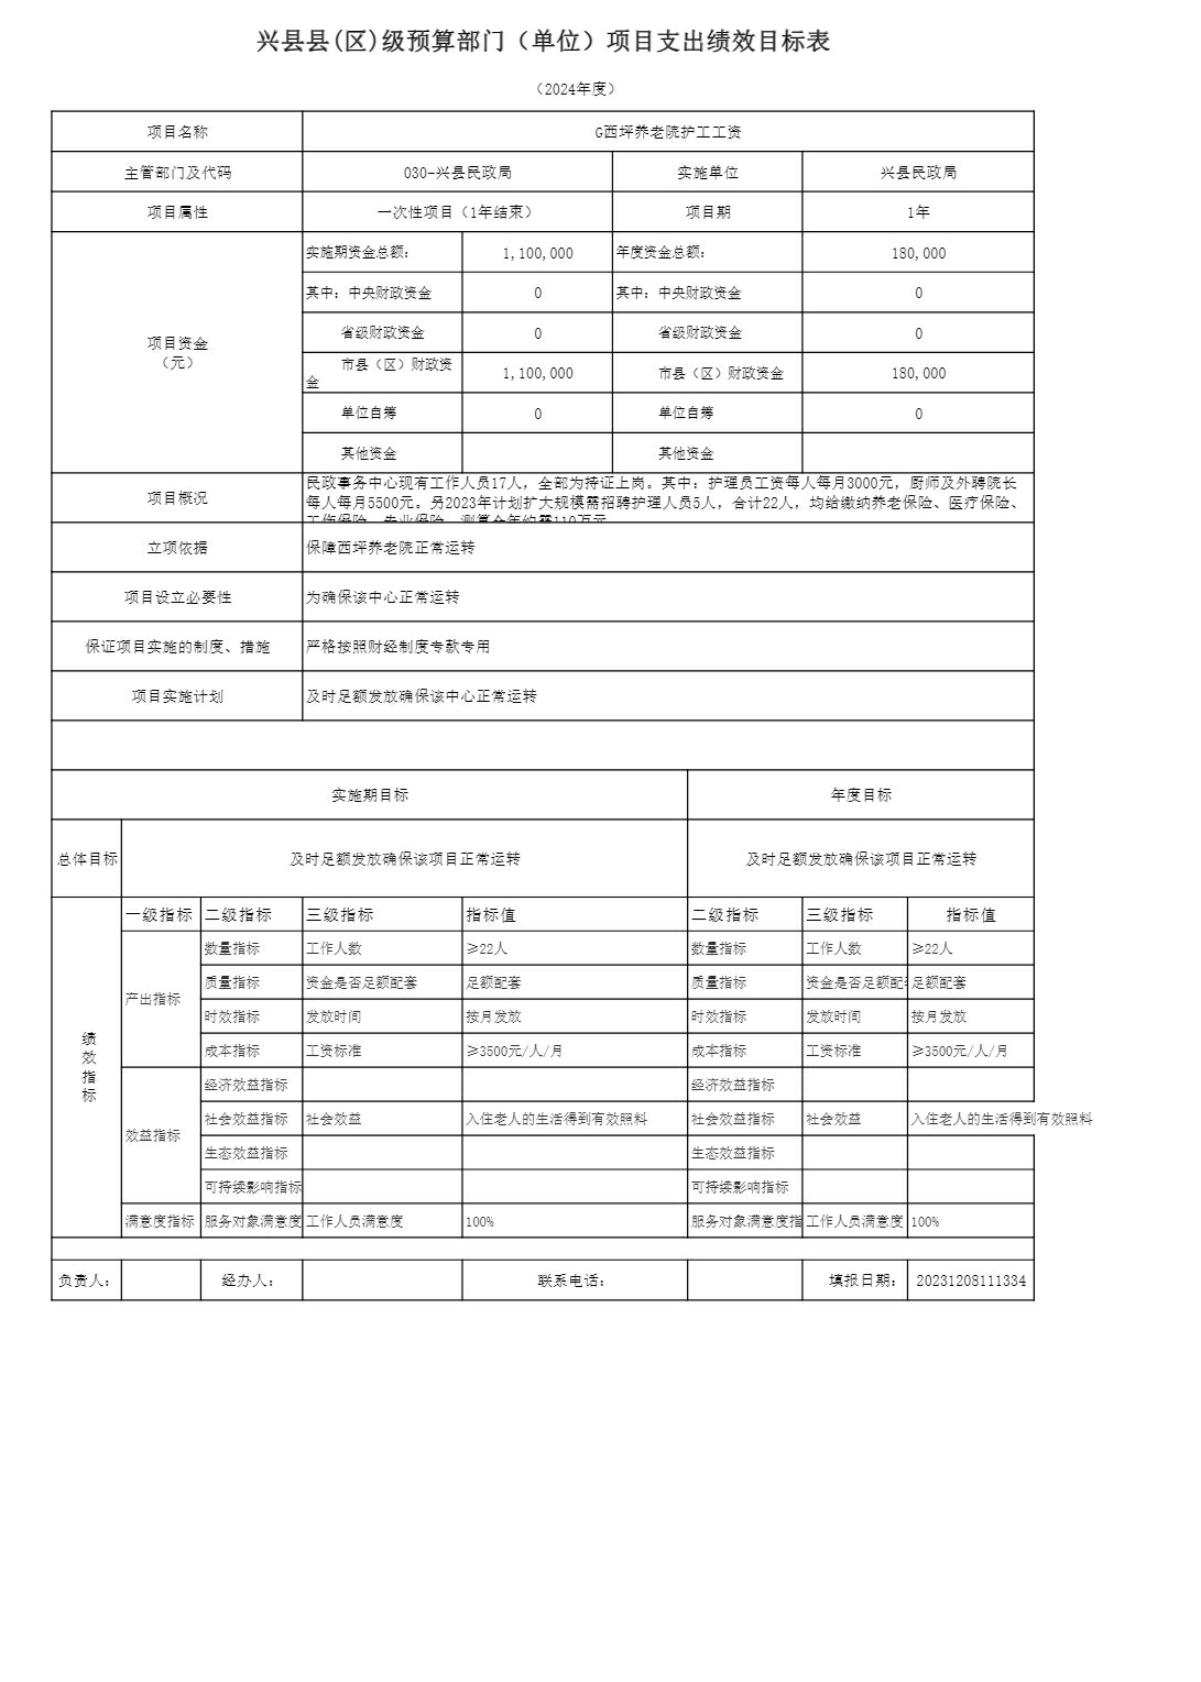 兴县县(区)级预算部门（单位）项目支出绩效目标表
（2024年度）
项目名称 G西坪养老院护工工资
主管部门及代码 030-兴县民政局 实施单位 兴县民政局
项目属性 一次性项目（1年结束） 项目期 1年
项目资金
（元）
实施期资金总额： 1,100,000 年度资金总额： 180,000
其中：中央财政资金 0 其中：中央财政资金 0
省级财政资金 0 省级财政资金 0
市县（区）财政资
金 1,100,000 市县（区）财政资金 180,000
单位自筹 0 单位自筹 0
其他资金 其他资金
项目概况
民政事务中心现有工作人员17人，全部为持证上岗。其中：护理员工资每人每月3000元，厨师及外聘院长
每人每月5500元。另2023年计划扩大规模需招聘护理人员5人，合计22人，均给缴纳养老保险、医疗保险、
工伤保险、失业保险，测算全年约需110万元
立项依据 保障西坪养老院正常运转
项目设立必要性 为确保该中心正常运转
保证项目实施的制度、措施 严格按照财经制度专款专用
项目实施计划 及时足额发放确保该中心正常运转
实施期目标 年度目标
总体目标 及时足额发放确保该项目正常运转 及时足额发放确保该项目正常运转
绩
效
指
标
一级指标 二级指标 三级指标 指标值 二级指标 三级指标 指标值
产出指标
数量指标 工作人数 ≥22人 数量指标 工作人数 ≥22人
质量指标 资金是否足额配套 足额配套 质量指标 资金是否足额配 足额配套
时效指标 发放时间 按月发放 时效指标 发放时间 按月发放
成本指标 工资标准 ≥3500元/人/月 成本指标 工资标准 ≥3500元/人/月
效益指标
经济效益指标 经济效益指标
社会效益指标 社会效益 入住老人的生活得到有效照料 社会效益指标 社会效益 入住老人的生活得到有效照料
生态效益指标 生态效益指标
可持续影响指标 可持续影响指标
满意度指标 服务对象满意度 工作人员满意度 100% 服务对象满意度指 工作人员满意度 100%
负责人： 经办人： 联系电话： 填报日期： 20231208111334